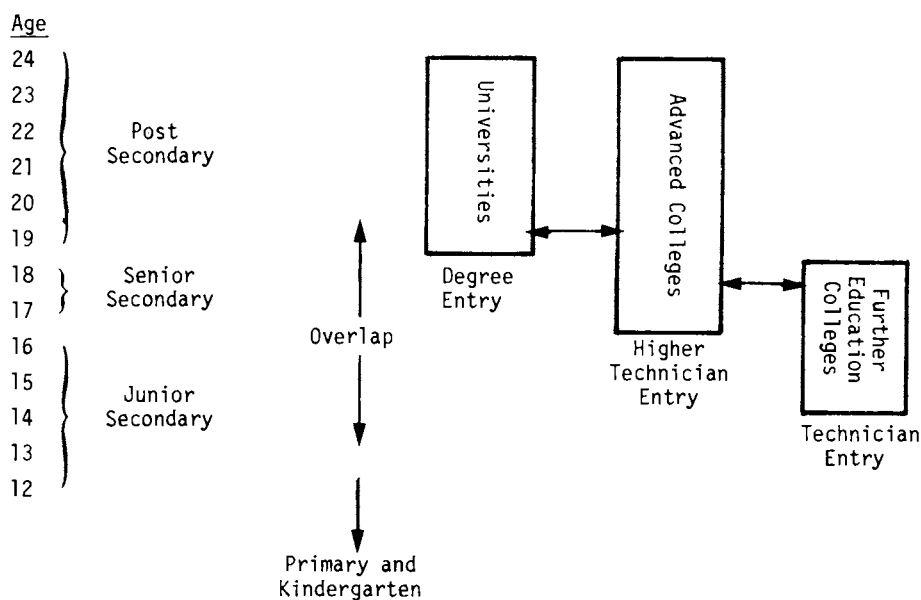 Age
24
23
22
21
20
19
18
17
16
15
14
13
12
Post
Secondary
Senior
Secondary
Junior
Secondary
Overlap
Primary and
Kindergarten
Universities
Degree
Entry
Advanced Colleges
Higher
Technician
Entry
Further
Education
Colleges
Technician
Entry